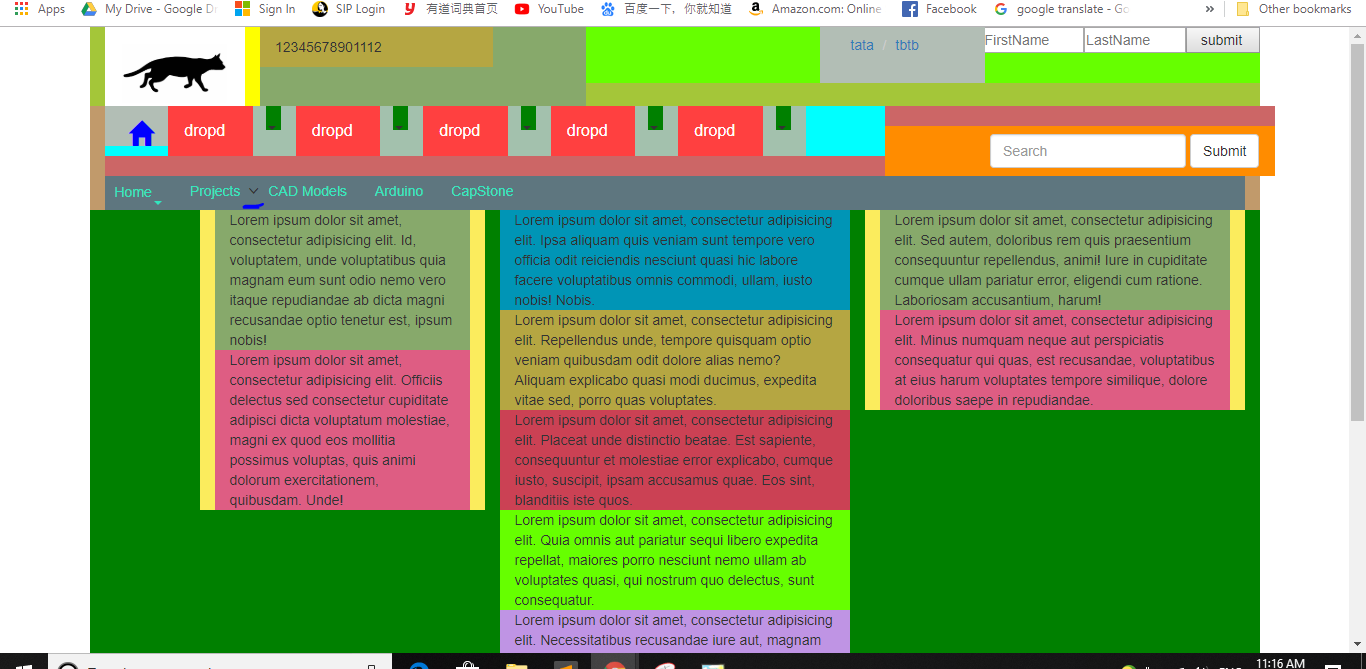 Apps My Drive - Google Dr Sign In SIP Login 有道词典首页 YouTube 百度一下，你就知道 Amazon.com: Online Facebook google translate - Go » Other bookmarks
12345678901112
tata / tbtb
FirstName LastName submit
dropd dropd dropd dropd dropd
Search Submit
Home Projects CAD Models Arduino CapStone
Lorem ipsum dolor sit amet,
consectetur adipisicing elit. Id,
voluptatem, unde voluptatibus quia
magnam eum sunt odio nemo vero
itaque repudiandae ab dicta magni
recusandae optio tenetur est, ipsum
nobis!
Lorem ipsum dolor sit amet,
consectetur adipisicing elit. Officiis
delectus sed consectetur cupiditate
adipisci dicta voluptatum molestiae,
magni ex quod eos mollitia
possimus voluptas, quis animi
dolorum exercitationem,
quibusdam. Unde!
Lorem ipsum dolor sit amet, consectetur adipisicing
elit. Ipsa aliquam quis veniam sunt tempore vero
officia odit reiciendis nesciunt quasi hic labore
facere voluptatibus omnis commodi, ullam, iusto
nobis! Nobis.
Lorem ipsum dolor sit amet, consectetur adipisicing
elit. Repellendus unde, tempore quisquam optio
veniam quibusdam odit dolore alias nemo?
Aliquam explicabo quasi modi ducimus, expedita
vitae sed, porro quas voluptates.
Lorem ipsum dolor sit amet, consectetur adipisicing
elit. Placeat unde distinctio beatae. Est sapiente,
consequuntur et molestiae error explicabo, cumque
iusto, suscipit, ipsam accusamus quae. Eos sint,
blanditiis iste quos.
Lorem ipsum dolor sit amet, consectetur adipisicing
elit. Quia omnis aut pariatur sequi libero expedita
repellat, maiores porro nesciunt nemo ullam ab
voluptates quasi, qui nostrum quo delectus, sunt
consequatur.
Lorem ipsum dolor sit amet, consectetur adipisicing
elit. Necessitatibus recusandae iure aut, magnam
Lorem ipsum dolor sit amet, consectetur adipisicing
elit. Sed autem, doloribus rem quis praesentium
consequuntur repellendus, animi! Iure in cupiditate
cumque ullam pariatur error, eligendi cum ratione.
Laboriosam accusantium, harum!
Lorem ipsum dolor sit amet, consectetur adipisicing
elit. Minus numquam neque aut perspiciatis
consequatur qui quas, est recusandae, voluptatibus
at eius harum voluptates tempore similique, dolore
doloribus saepe in repudiandae.
11:16 AM